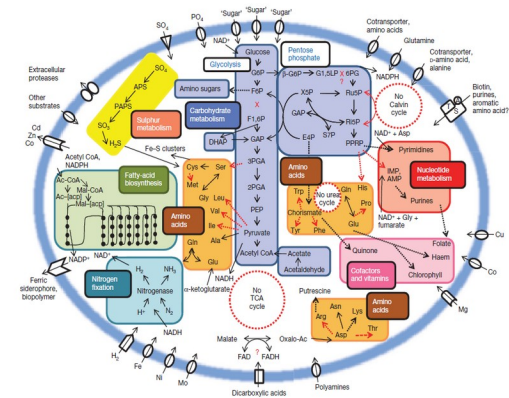 SO₄
PO₄
'Sugar'
'Sugar'
'Sugar'
Cotransporter,
amino acids
Glutamine
Cotransporter,
D-amino acid,
alanine
Biotin,
purines,
aromatic amino
acid?
Extracellular
proteases
Other
substrates
Cd
Zn
Co
NAD⁺
Glucose
Glycolysis
Pentose
phosphate
G6P
β-G6P
G1,5LP
X
?
6PG
NADPH
SO₄
APS
PAPS
SO₃
H₂S
Sulphur
metabolism
Amino sugars
Carbohydrate
metabolism
F6P
X
F1,6P
DHAP
GAP
X5P
Ru5P
GAP
R5P
S7P
E4P
PPRP
No
Calvin
cycle
NAD⁺ + Asp
Fe–S clusters
Acetyl CoA,
NADPH
Fatty-acid
biosynthesis
Ac-CoA
Mal-CoA
Ac-[acp]
Mal-[acp]
Cys
Ser
Met
Gly
Leu
Val
Ile
Ala
Gln
Glu
Amino
acids
3PGA
2PGA
PEP
Pyruvate
Acetyl CoA
Amino
acids
Trp
Chorismate
Tyr
Phe
No urea
cycle
Gln
His
Pro
Glu
Pyrimidines
IMP,
AMP
Purines
Nucleotide
metabolism
NAD⁺ + Gly +
fumarate
Quinone
Folate
Haem
Chlorophyll
Cofactors
and vitamins
Cu
Co
Mg
NADP⁺
NAD⁺
Nitrogen
fixation
H₂
NH₃
Nitrogenase
H⁺
N₂
NADH
NADH
α-ketoglutarate
Acetate
Acetaldehyde
No
TCA
cycle
Putrescine
Amino
acids
Asn
Lys
Arg
Asp
Thr
Oxalo-Ac
Malate
?
FAD
FADH
Ferric
siderophore,
biopolymer
H₂
Fe
Ni
Mo
Dicarboxylic acids
Polyamines